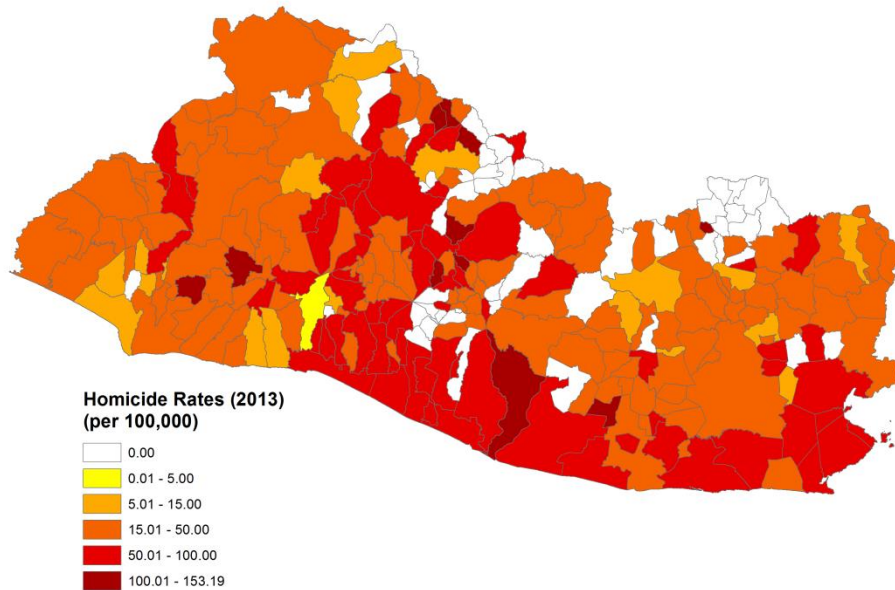 Homicide Rates (2013)
(per 100,000)
0.00
0.01 - 5.00
5.01 - 15.00
15.01 - 50.00
50.01 - 100.00
100.01 - 153.19